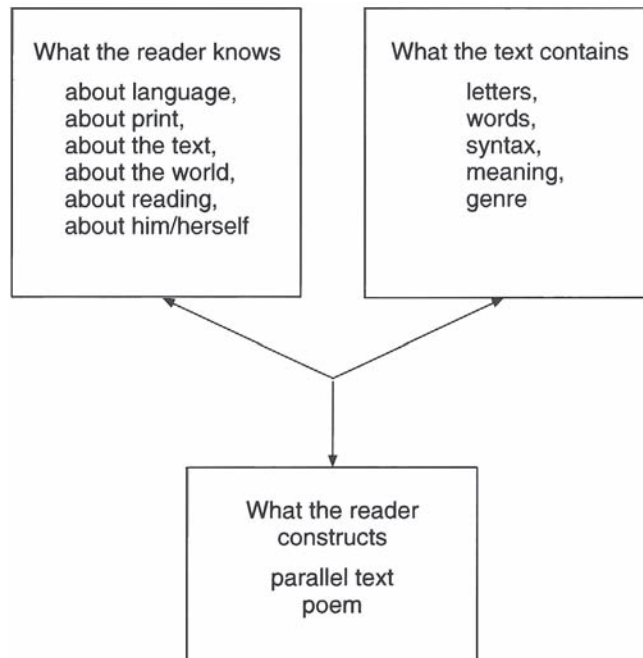 What the reader knows
about language,
about print,
about the text,
about the world,
about reading,
about him/herself
What the text contains
letters,
words,
syntax,
meaning,
genre
What the reader
constructs
parallel text
poem